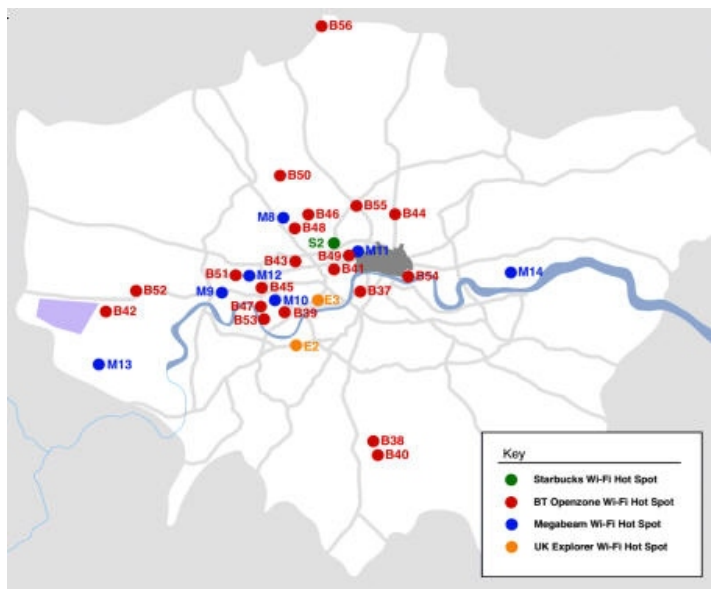 B56
B50
B55
B46
B44
M8
B48
S2
M11
B49
B43
B41
B51
M12
M14
B54
B45
B52
M9
B37
M10
E3
B47
B42
B39
B53
E2
M13
B38
B40
Key
Starbucks Wi-Fi Hot Spot
BT Openzone Wi-Fi Hot Spot
Megabeam Wi-Fi Hot Spot
UK Explorer Wi-Fi Hot Spot